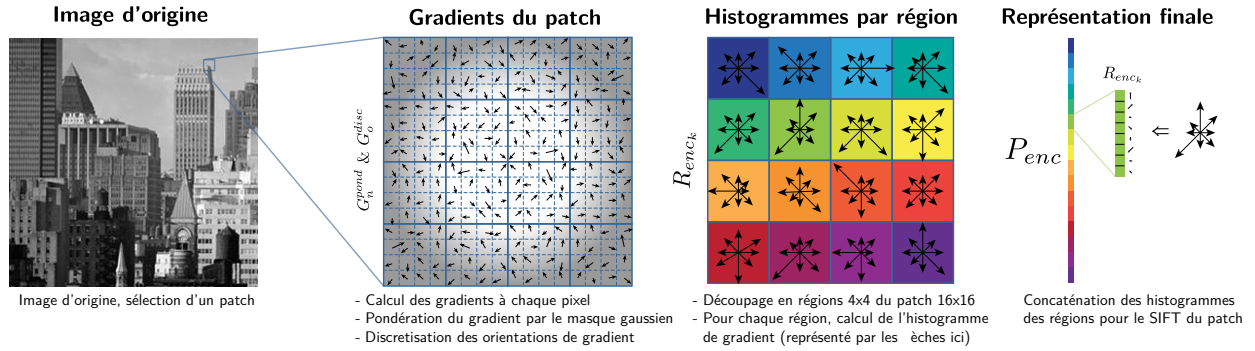 Image d'origine
Gradients du patch
Histogrammes par région
Représentation finale
G_n^{pond} & G_o^{disc}
R_{enc_k}
P_{enc}
R_{enc_k}
⇐
Image d'origine, sélection d'un patch
- Calcul des gradients à chaque pixel
- Pondération du gradient par le masque gaussien
- Discretisation des orientations de gradient
- Découpage en régions 4x4 du patch 16x16
- Pour chaque région, calcul de l'histogramme
de gradient (représenté par les èches ici)
Concaténation des histogrammes
des régions pour le SIFT du patch